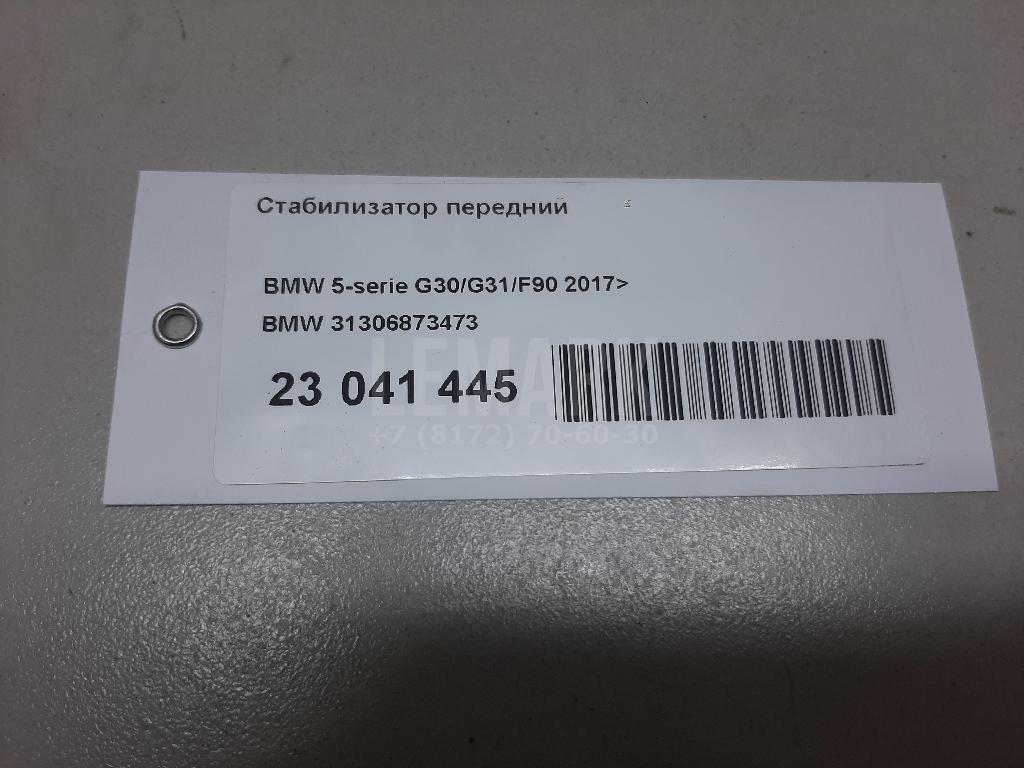 Стабилизатор передний
BMW 5-serie G30/G31/F90 2017>
BMW 31306873473
23 041 445
+7 (8172) 70-60-30